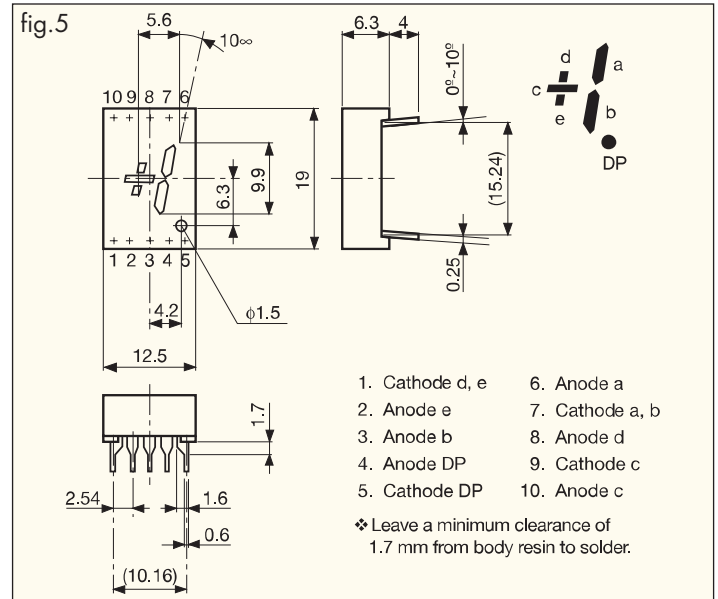 fig.5
5.6
10∞
6.3 4
0º~10º
d
a
c
e
b
DP
10 9 8 7 6
9.9
6.3
19
(15.24)
0.25
1 2 3 4 5
4.2
ϕ1.5
12.5
1.7
2.54
1.6
0.6
(10.16)
1. Cathode d, e
2. Anode e
3. Anode b
4. Anode DP
5. Cathode DP
6. Anode a
7. Cathode a, b
8. Anode d
9. Cathode c
10. Anode c
❖ Leave a minimum clearance of
1.7 mm from body resin to solder.